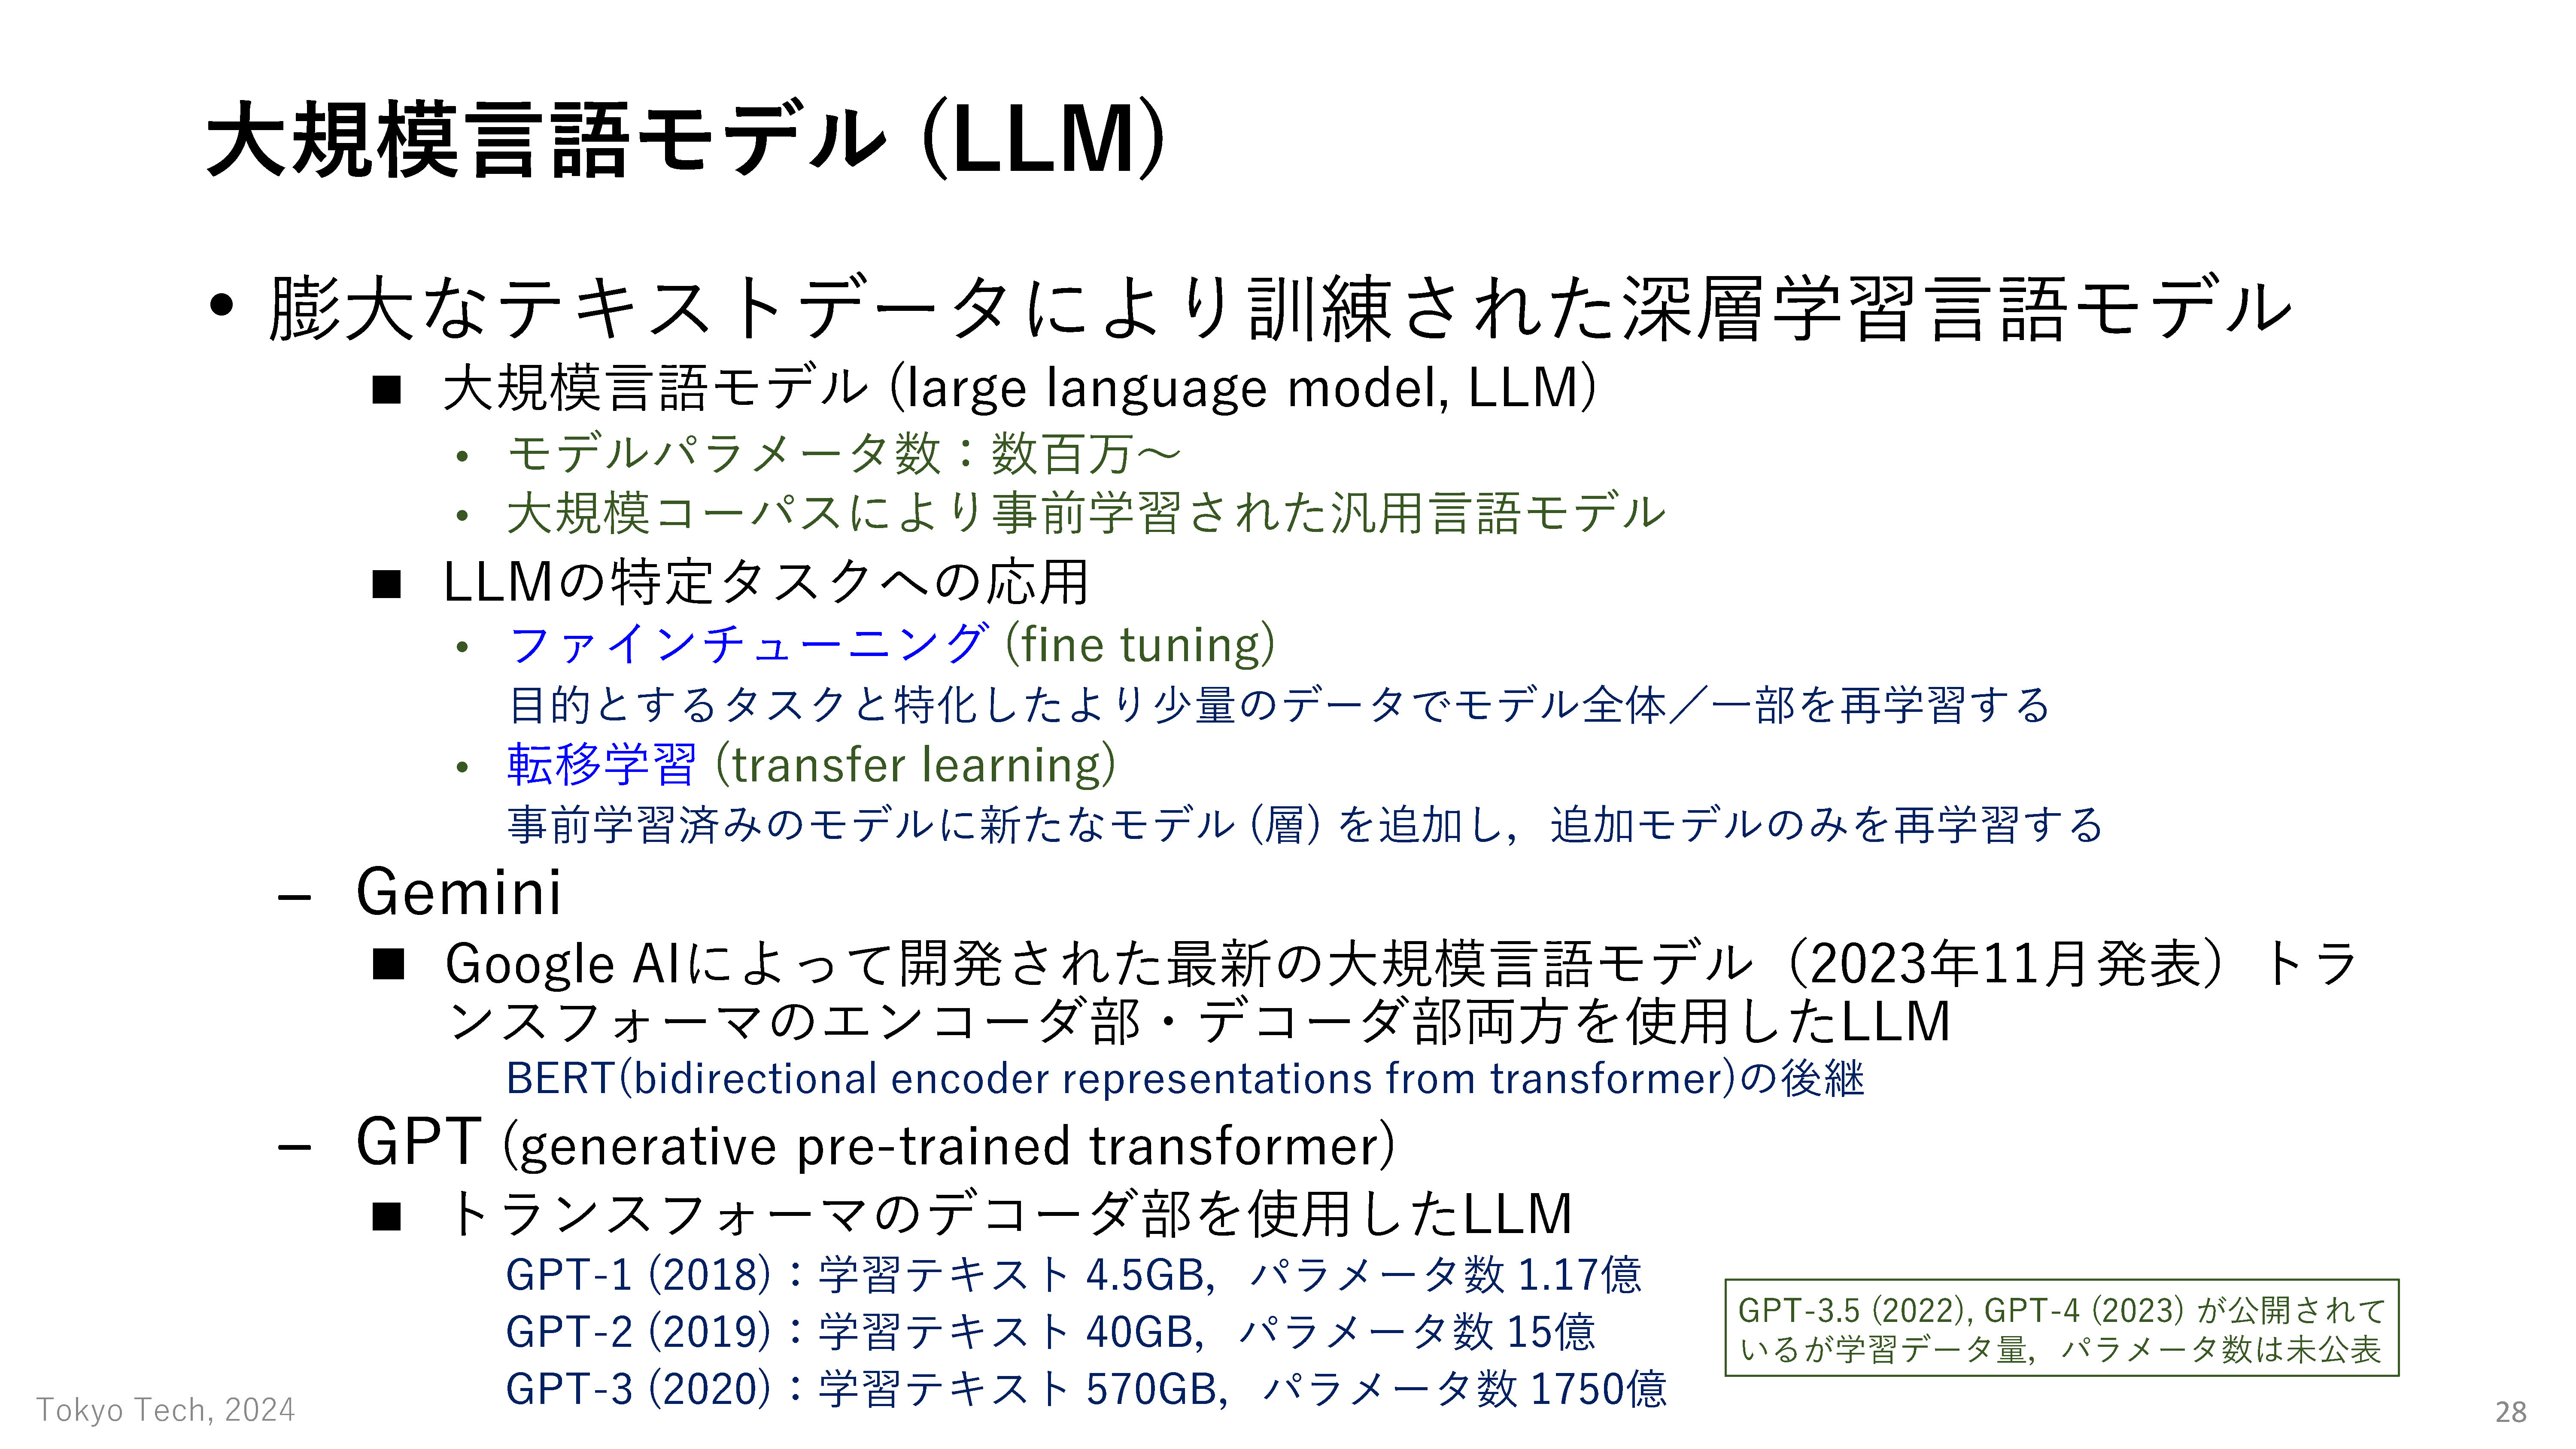 大規模言語モデル (LLM)
• 膨大なテキストデータにより訓練された深層学習言語モデル
■ 大規模言語モデル (large language model, LLM)
• モデルパラメータ数：数百万～
• 大規模コーパスにより事前学習された汎用言語モデル
■ LLMの特定タスクへの応用
• ファインチューニング (fine tuning)
目的とするタスクと特化したより少量のデータでモデル全体／一部を再学習する
• 転移学習 (transfer learning)
事前学習済みのモデルに新たなモデル (層) を追加し，追加モデルのみを再学習する
– Gemini
■ Google AIによって開発された最新の大規模言語モデル（2023年11月発表）トラ
ンスフォーマのエンコーダ部・デコーダ部両方を使用したLLM
BERT(bidirectional encoder representations from transformer)の後継
– GPT (generative pre-trained transformer)
■ トランスフォーマのデコーダ部を使用したLLM
GPT-1 (2018)：学習テキスト 4.5GB， パラメータ数 1.17億
GPT-2 (2019)：学習テキスト 40GB， パラメータ数 15億
GPT-3 (2020)：学習テキスト 570GB， パラメータ数 1750億
GPT-3.5 (2022), GPT-4 (2023) が公開されて
いるが学習データ量，パラメータ数は未公表
Tokyo Tech, 2024
28